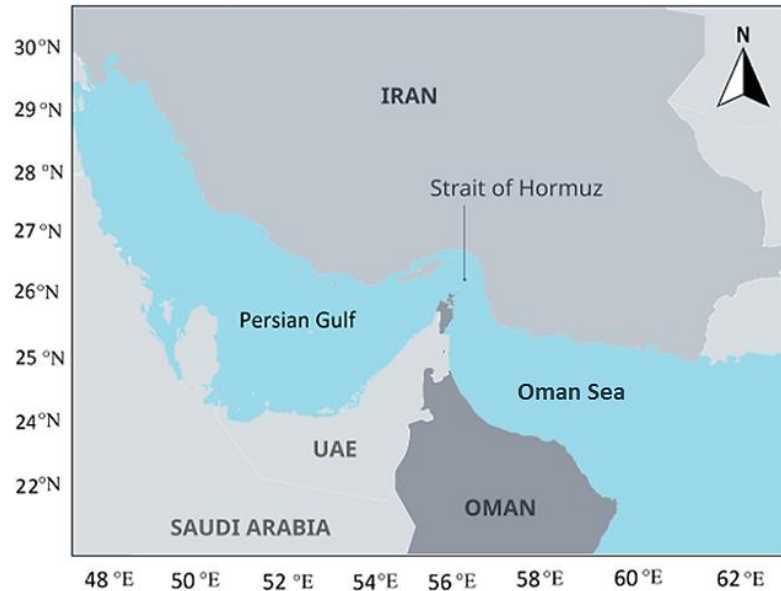 N
30 °N
29 °N
28 °N
27 °N
26 °N
25 °N
24 °N
22 °N
IRAN
Strait of Hormuz
Persian Gulf
Oman Sea
UAE
OMAN
SAUDI ARABIA
48 °E 50 °E 52 °E 54 °E 56 °E 58 °E 60 °E 62 °E